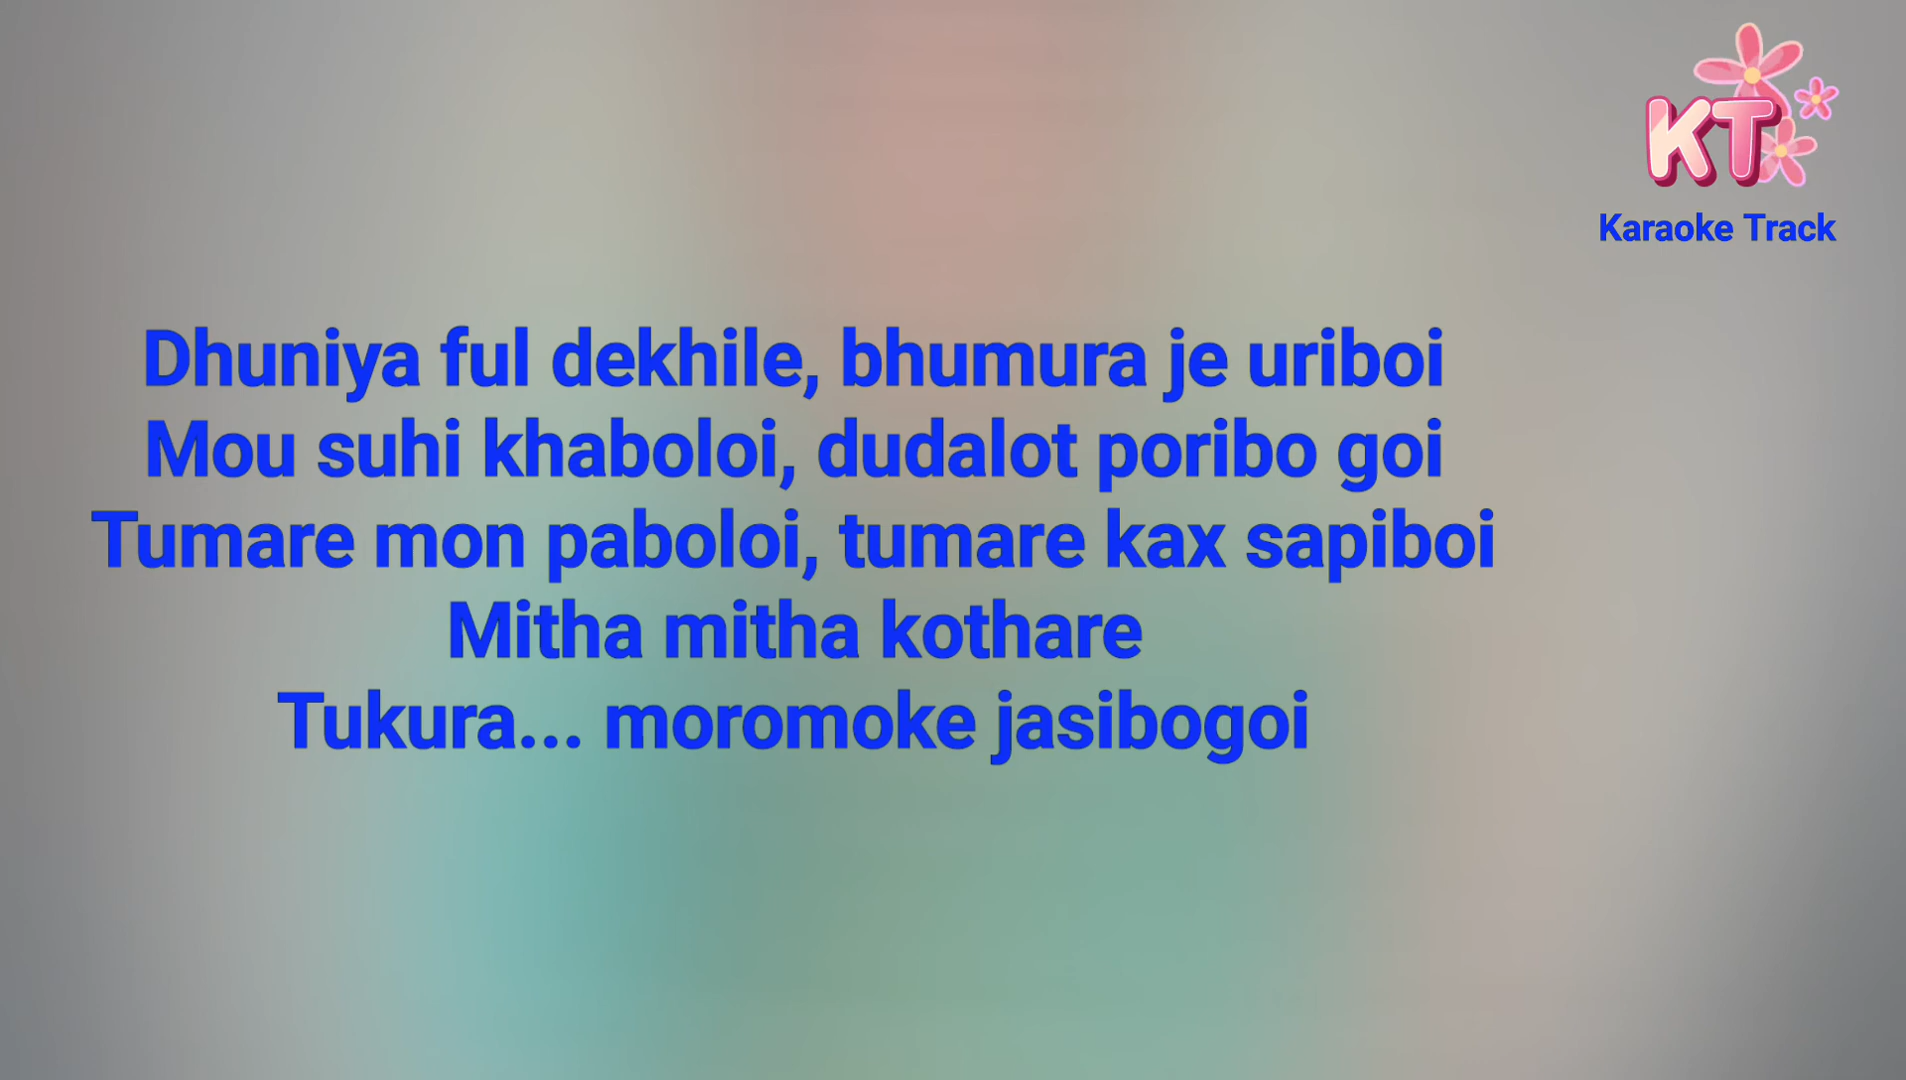 KT
Karaoke Track
Dhuniya ful dekhile, bhumura je uriboi
Mou suhi khaboloi, dudalot poribo goi
Tumare mon paboloi, tumare kax sapiboi
Mitha mitha kothare
Tukura... moromoke jasibogoi